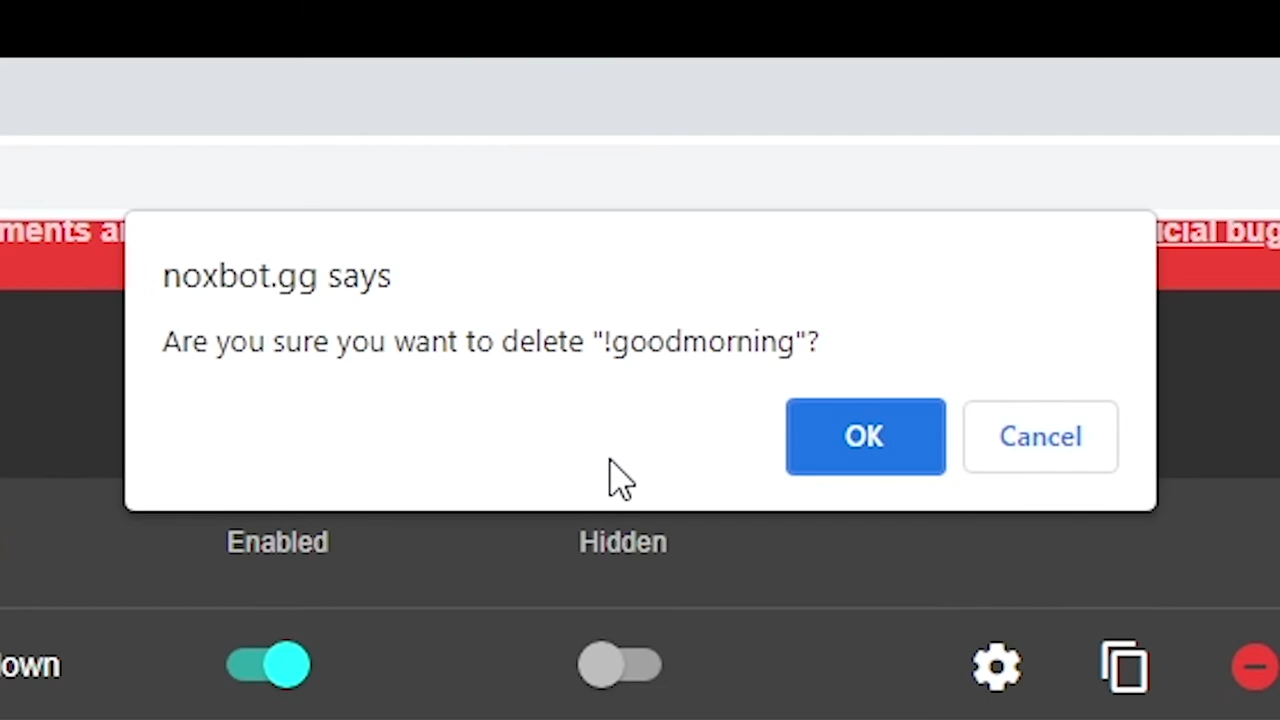 noxbot.gg says
Are you sure you want to delete "!goodmorning"?
OK Cancel
Enabled Hidden